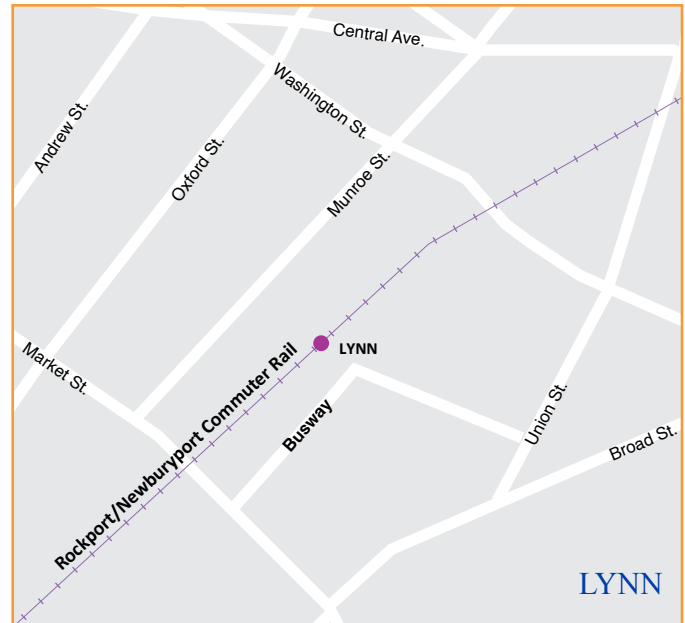 Central Ave.
Washington St.
Andrew St.
Oxford St.
Munroe St.
Market St.
LYNN
Rockport/Newburyport Commuter Rail
Busway
Union St.
Broad St.
LYNN